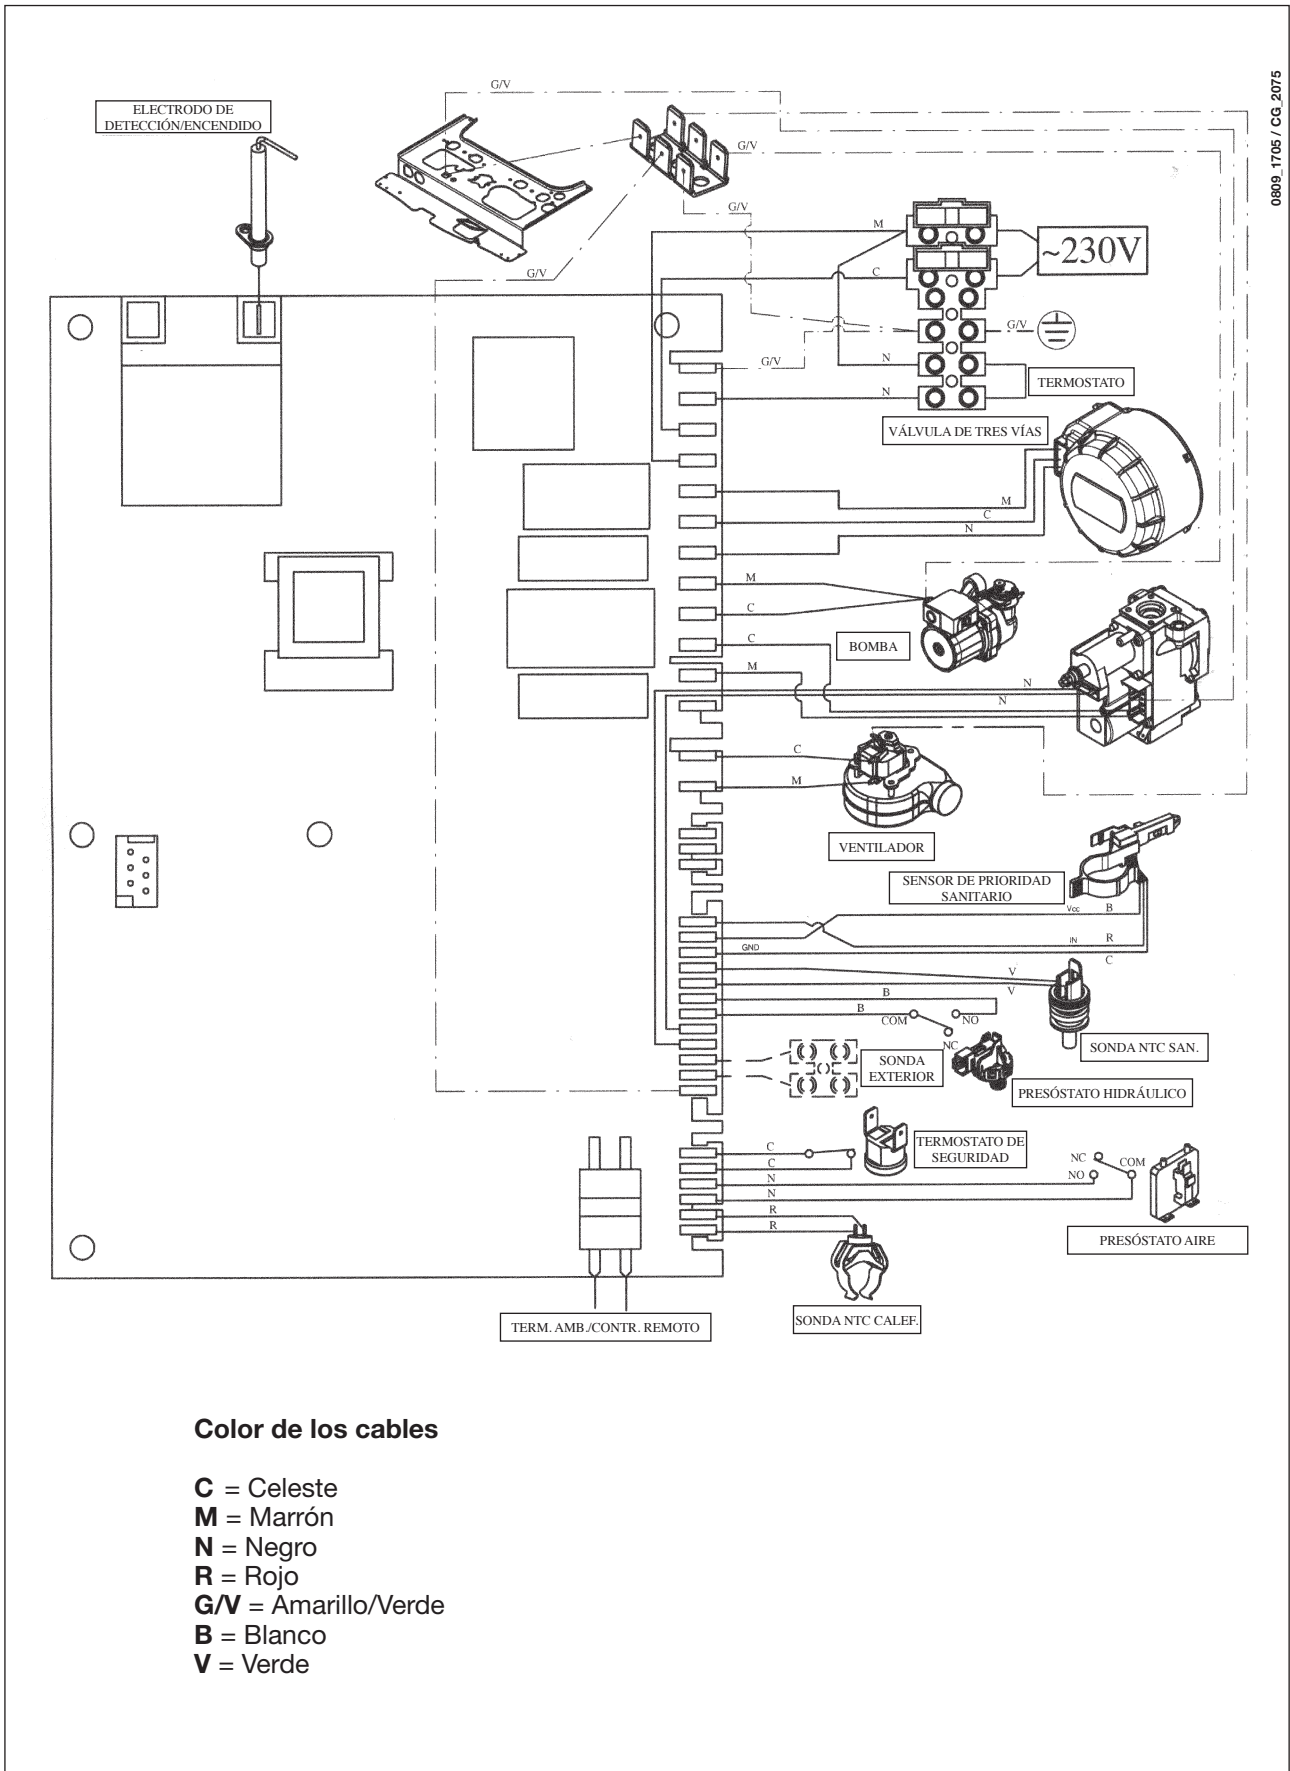 0809_1705 / CG_2075
G/V
ELECTRODO DE
DETECCIÓN/ENCENDIDO
G/V
G/V
M
~230V
G/V
C
G/V
G/V
N
TERMOSTATO
N
VÁLVULA DE TRES VÍAS
M
C
N
M
C
C
BOMBA
M
N
N
C
M
VENTILADOR
SENSOR DE PRIORIDAD
SANITARIO
Vcc B
IN R
GND
C
V
V
B
B
COM
NO
NC
SONDA NTC SAN.
SONDA
EXTERIOR
PRESÓSTATO HIDRÁULICO
TERMOSTATO DE
SEGURIDAD
C
C
NC
COM
NO
N
N
R
R
PRESÓSTATO AIRE
SONDA NTC CALEF.
TERM. AMB./CONTR. REMOTO
Color de los cables
C = Celeste
M = Marrón
N = Negro
R = Rojo
G/V = Amarillo/Verde
B = Blanco
V = Verde